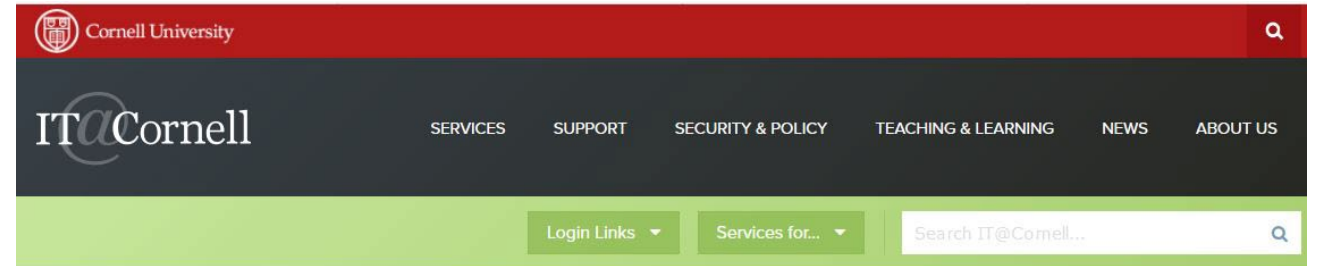 Cornell University
IT@Cornell
SERVICES SUPPORT SECURITY & POLICY TEACHING & LEARNING NEWS ABOUT US
Login Links Services for... Search IT@Cornell...